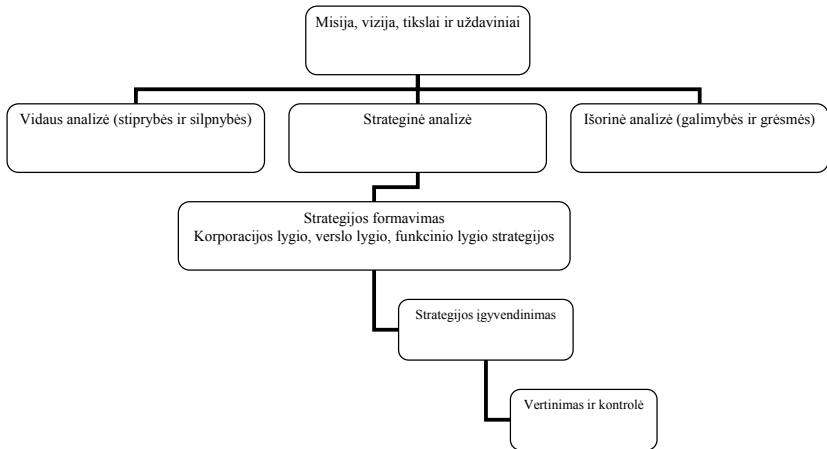 Misija, vizija, tikslai ir uždaviniai
Vidaus analizė (stiprybės ir silpnybės)
Strateginė analizė
Išorinė analizė (galimybės ir grėsmės)
Strategijos formavimas
Korporacijos lygio, verslo lygio, funkcinio lygio strategijos
Strategijos įgyvendinimas
Vertinimas ir kontrolė